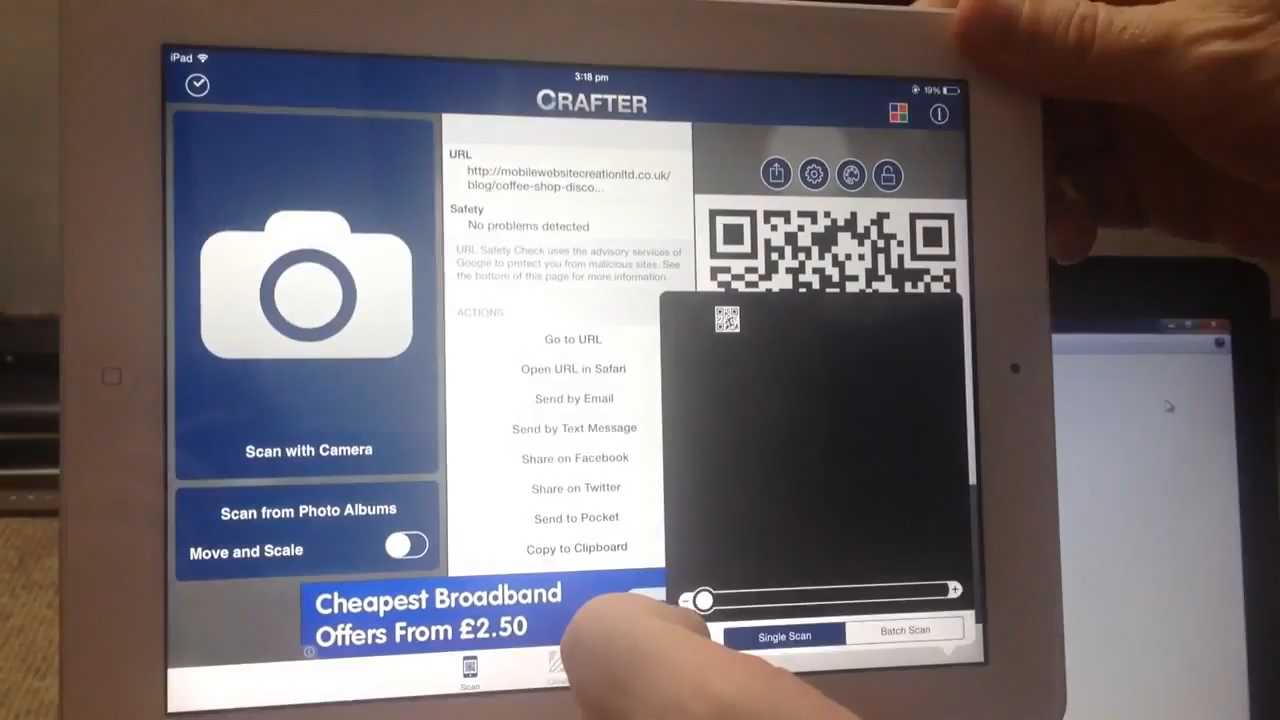 iPad
3:18 pm
19%
QRAFTER
URL
http://mobilewebsitecreationltd.co.uk/
blog/coffee-shop-disco...
Safety
No problems detected
URL Safety Check uses the advisory services of
Google to protect you from malicious sites. See
the bottom of this page for more information.
ACTIONS
Go to URL
Open URL in Safari
Send by Email
Send by Text Message
Share on Facebook
Share on Twitter
Send to Pocket
Copy to Clipboard
Scan with Camera
Scan from Photo Albums
Move and Scale
Cheapest Broadband
Offers From £2.50
Single Scan
Batch Scan
Scan